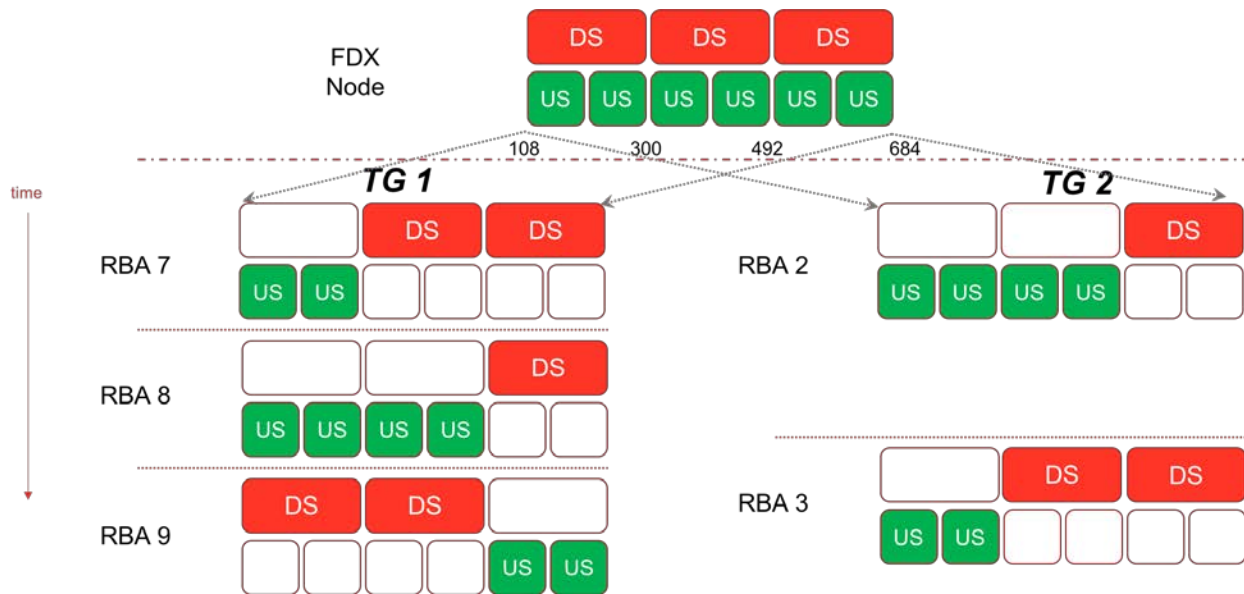 DS DS DS
FDX
Node
US US US US US US
108 300 492 684
time
TG 1 TG 2
DS DS DS
RBA 7 RBA 2
US US US US US US
DS
RBA 8
US US US US
DS DS DS DS
RBA 9 RBA 3
US US US US